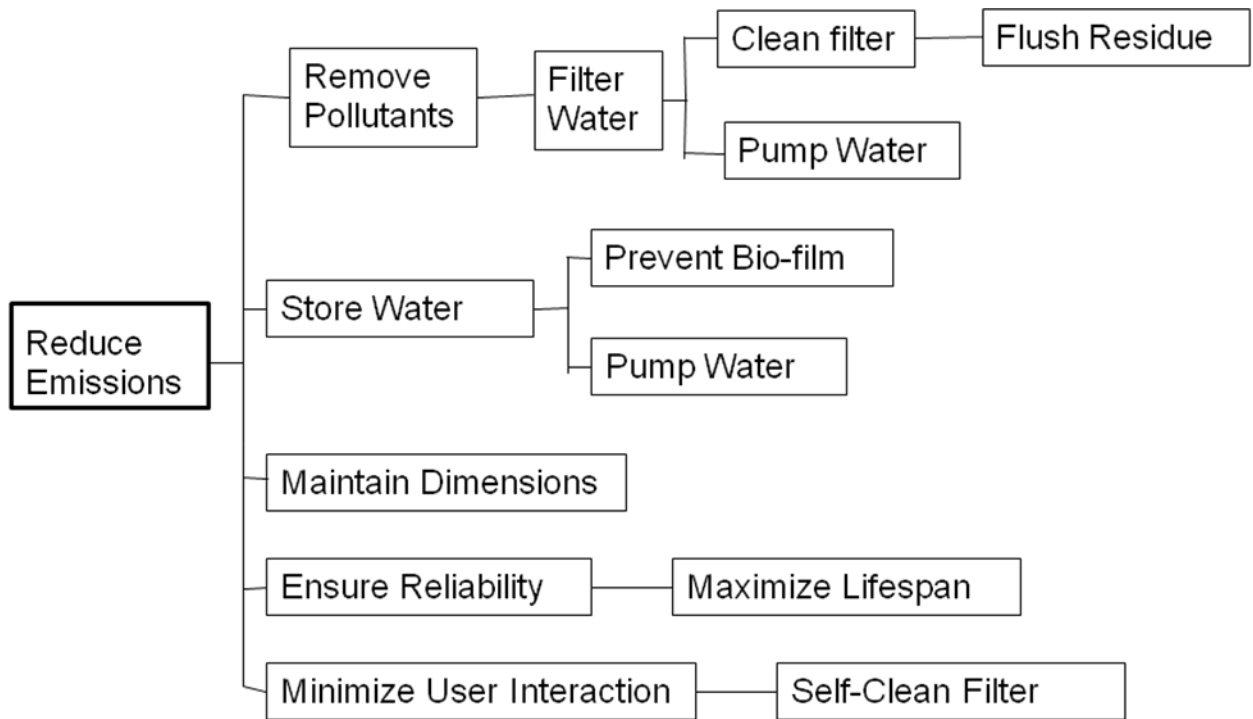 Clean filter
Flush Residue
Remove
Pollutants
Filter
Water
Pump Water
Prevent Bio-film
Store Water
Reduce
Emissions
Pump Water
Maintain Dimensions
Ensure Reliability
Maximize Lifespan
Minimize User Interaction
Self-Clean Filter